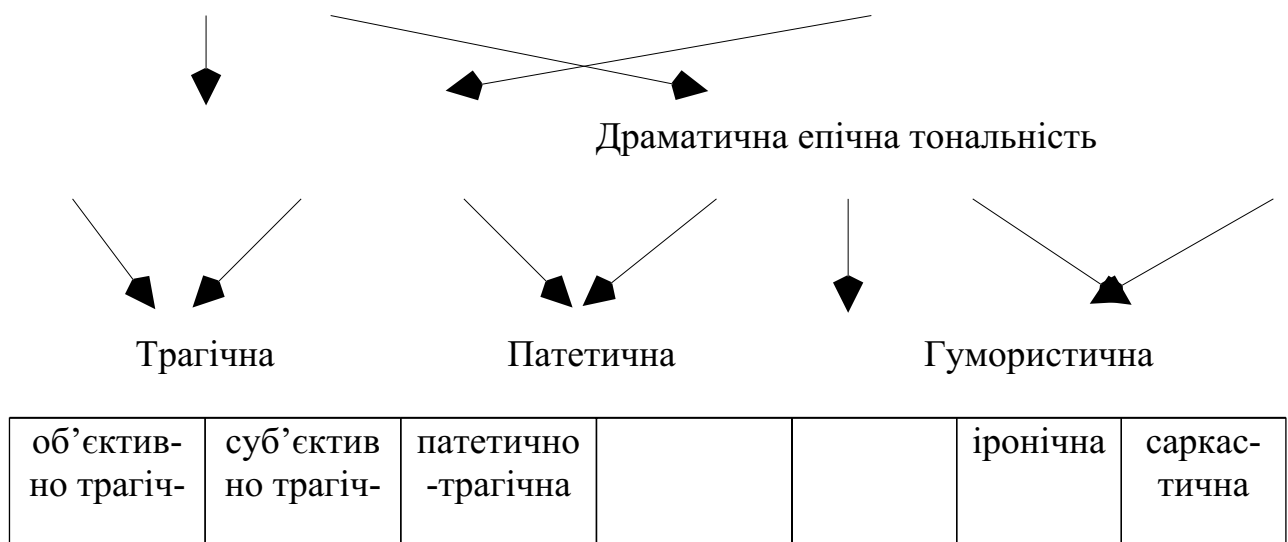 Драматична епічна тональність
Трагічна Патетична Гумористична
об’єктив- суб’єктив патетично іронічна саркас-
но трагіч- но трагіч- -трагічна тична